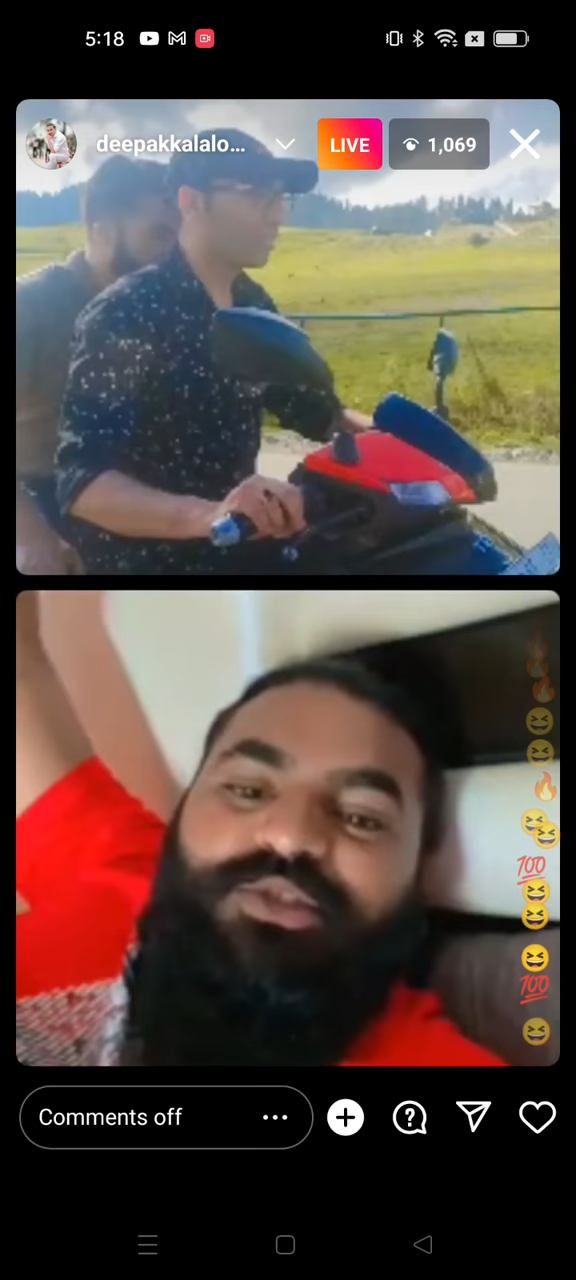 5:18
deepakkalalo...
LIVE
1,069
💯
💯
Comments off